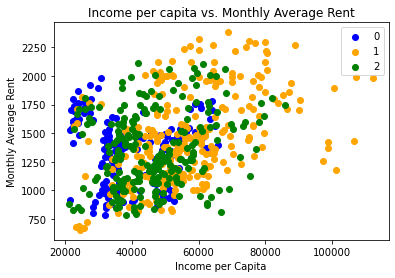 Income per capita vs. Monthly Average Rent
0
1
2
2250
2000
1750
1500
1250
1000
750
Monthly Average Rent
20000 40000 60000 80000 100000
Income per Capita